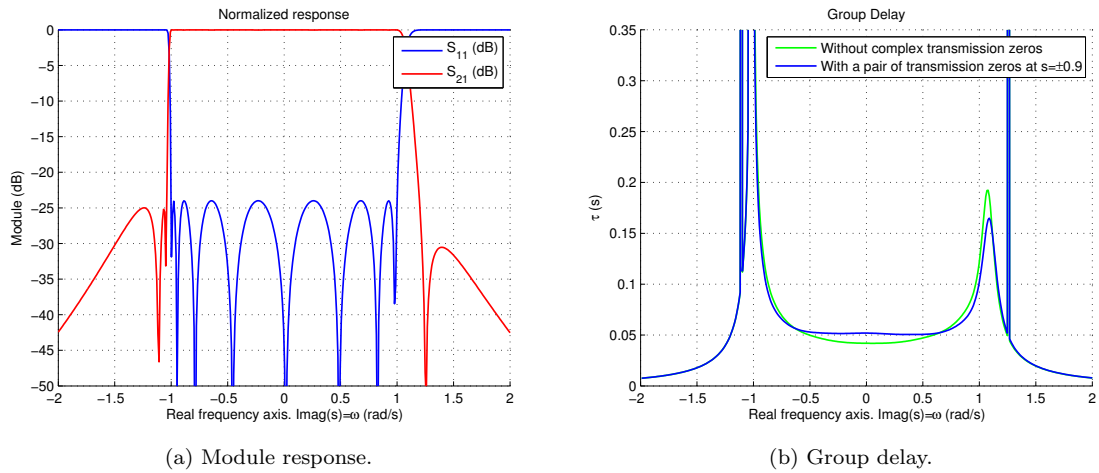 Normalized response
S11 (dB)
S21 (dB)
Module (dB)
0
−5
−10
−15
−20
−25
−30
−35
−40
−45
−50
−2 −1.5 −1 −0.5 0 0.5 1 1.5 2
Real frequency axis. Imag(s)=ω (rad/s)
(a) Module response.
Group Delay
Without complex transmission zeros
With a pair of transmission zeros at s=±0.9
τ (s)
0.35
0.3
0.25
0.2
0.15
0.1
0.05
0
−2 −1.5 −1 −0.5 0 0.5 1 1.5 2
Real frequency axis. Imag(s)=ω (rad/s)
(b) Group delay.